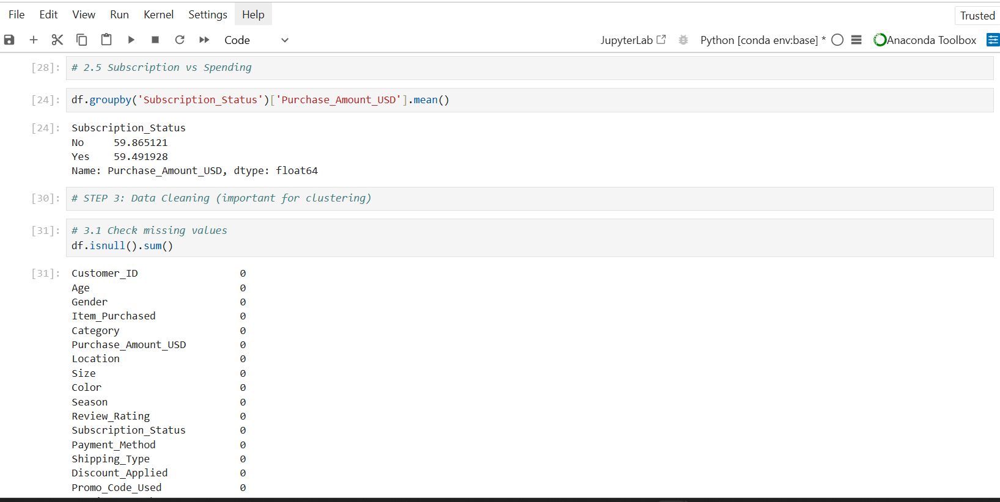 File Edit View Run Kernel Settings Help Trusted
Code JupyterLab Python [conda env:base] * Anaconda Toolbox
[28]: # 2.5 Subscription vs Spending
[24]: df.groupby('Subscription_Status')['Purchase_Amount_USD'].mean()
[24]: Subscription_Status
No 59.865121
Yes 59.491928
Name: Purchase_Amount_USD, dtype: float64
[30]: # STEP 3: Data Cleaning (important for clustering)
[31]: # 3.1 Check missing values
df.isnull().sum()
[31]: Customer_ID 0
Age 0
Gender 0
Item_Purchased 0
Category 0
Purchase_Amount_USD 0
Location 0
Size 0
Color 0
Season 0
Review_Rating 0
Subscription_Status 0
Payment_Method 0
Shipping_Type 0
Discount_Applied 0
Promo_Code_Used 0